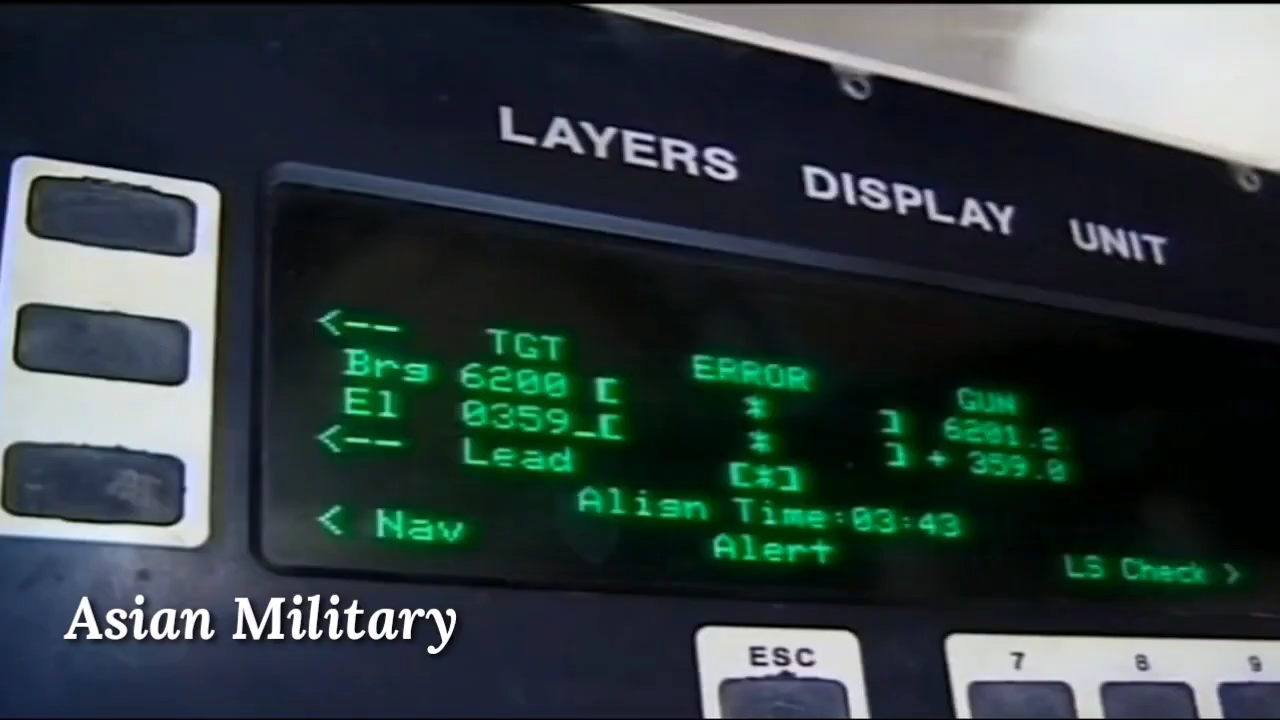 LAYERS DISPLAY UNIT
<-- TGT ERROR GUN
Brg 6200 [ * ] 6201.2
El 0359_[ * ] + 359.0
<-- Lead [*]
Align Time:03:43
< Nav Alert LS Check >
Asian Military
ESC 7 8 9